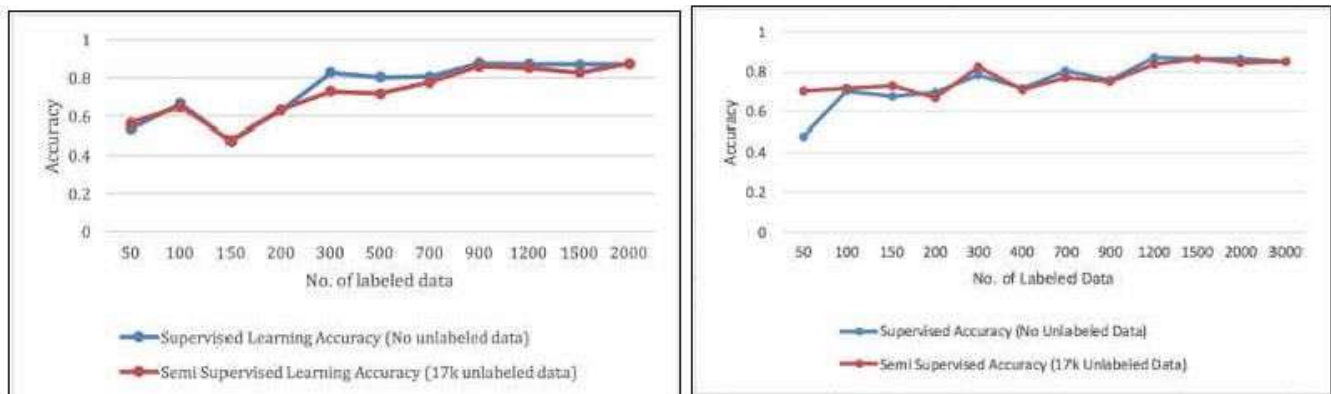 1
0.8
0.6
0.4
0.2
0
Accuracy
50 100 150 200 300 500 700 900 1200 1500 2000
No. of labeled data
Supervised Learning Accuracy (No unlabeled data)
Semi Supervised Learning Accuracy (17k unlabeled data)
1
0.8
0.6
0.4
0.2
0
Accuracy
50 100 150 200 300 400 700 900 1200 1500 2000 3000
No. of Labeled Data
Supervised Accuracy (No Unlabeled Data)
Semi Supervised Accuracy (17k Unlabeled Data)